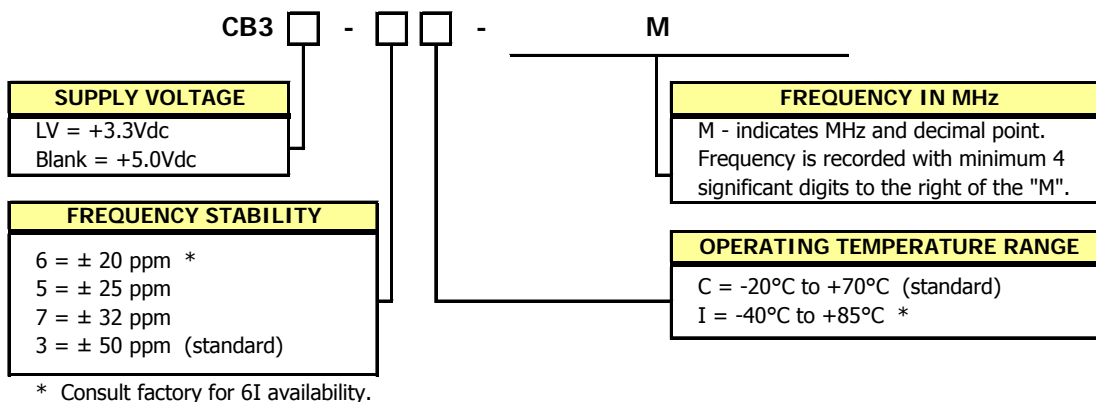 CB3 - - M
SUPPLY VOLTAGE
LV = +3.3Vdc
Blank = +5.0Vdc
FREQUENCY IN MHz
M - indicates MHz and decimal point.
Frequency is recorded with minimum 4
significant digits to the right of the "M".
FREQUENCY STABILITY
6 = ± 20 ppm *
5 = ± 25 ppm
7 = ± 32 ppm
3 = ± 50 ppm (standard)
OPERATING TEMPERATURE RANGE
C = -20°C to +70°C (standard)
I = -40°C to +85°C *
* Consult factory for 6I availability.